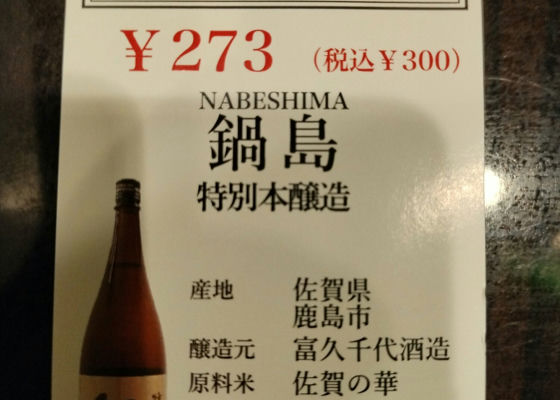 ￥273 （税込￥300）
NABESHIMA
鍋島
特別本醸造
産地 佐賀県
鹿島市
醸造元 富久千代酒造
原料米 佐賀の華